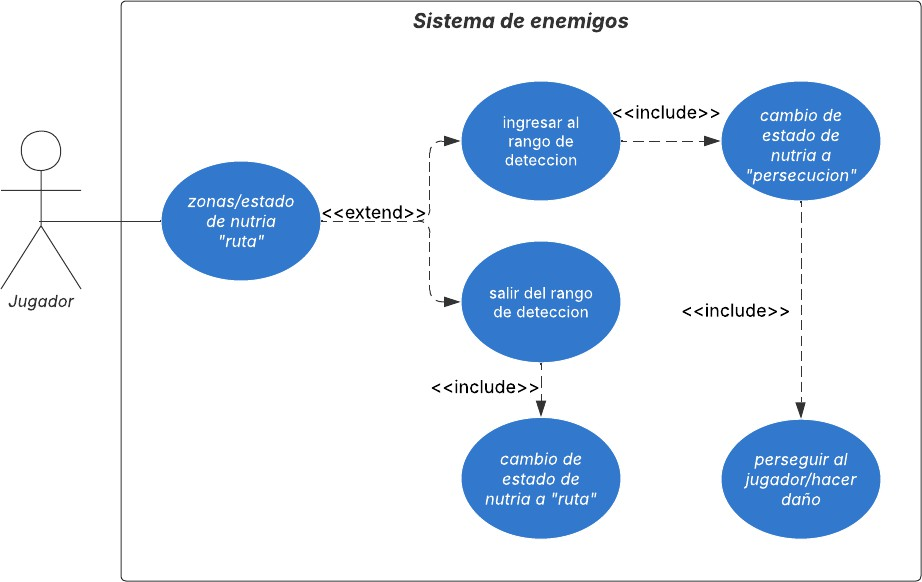 Sistema de enemigos
ingresar al
rango de
deteccion
<<include>>
cambio de
estado de
nutria a
"persecucion"
zonas/estado
de nutria
"ruta"
<<extend>>
Jugador
salir del rango
de deteccion
<<include>>
<<include>>
cambio de
estado de
nutria a "ruta"
perseguir al
jugador/hacer
daño